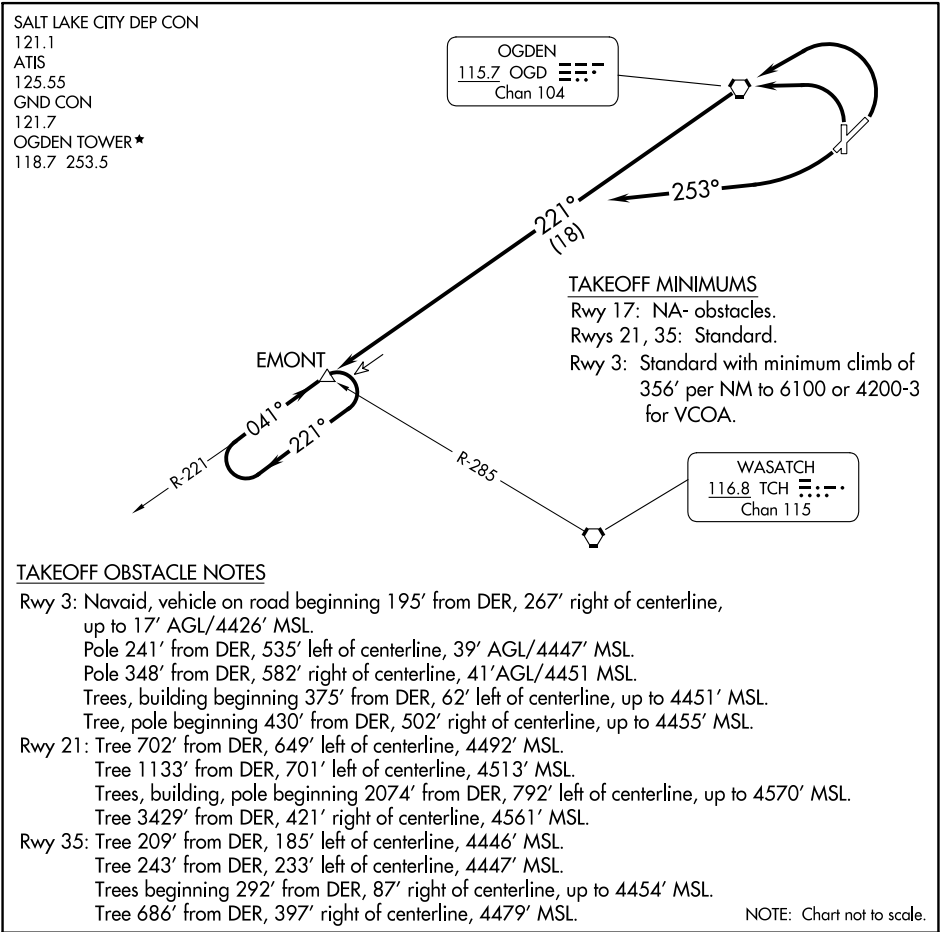 SALT LAKE CITY DEP CON
121.1
ATIS
125.55
GND CON
121.7
OGDEN TOWER★
118.7 253.5
OGDEN
115.7 OGD
Chan 104
253°
221°
(18)
TAKEOFF MINIMUMS
Rwy 17: NA- obstacles.
Rwys 21, 35: Standard.
Rwy 3: Standard with minimum climb of
356′ per NM to 6100 or 4200-3
for VCOA.
EMONT
041°
221°
R-221
R-285
WASATCH
116.8 TCH
Chan 115
TAKEOFF OBSTACLE NOTES
Rwy 3: Navaid, vehicle on road beginning 195′ from DER, 267′ right of centerline,
up to 17′ AGL/4426′ MSL.
Pole 241′ from DER, 535′ left of centerline, 39′ AGL/4447′ MSL.
Pole 348′ from DER, 582′ right of centerline, 41′AGL/4451 MSL.
Trees, building beginning 375′ from DER, 62′ left of centerline, up to 4451′ MSL.
Tree, pole beginning 430′ from DER, 502′ right of centerline, up to 4455′ MSL.
Rwy 21: Tree 702′ from DER, 649′ left of centerline, 4492′ MSL.
Tree 1133′ from DER, 701′ left of centerline, 4513′ MSL.
Trees, building, pole beginning 2074′ from DER, 792′ left of centerline, up to 4570′ MSL.
Tree 3429′ from DER, 421′ right of centerline, 4561′ MSL.
Rwy 35: Tree 209′ from DER, 185′ left of centerline, 4446′ MSL.
Tree 243′ from DER, 233′ left of centerline, 4447′ MSL.
Trees beginning 292′ from DER, 87′ right of centerline, up to 4454′ MSL.
Tree 686′ from DER, 397′ right of centerline, 4479′ MSL.
NOTE: Chart not to scale.